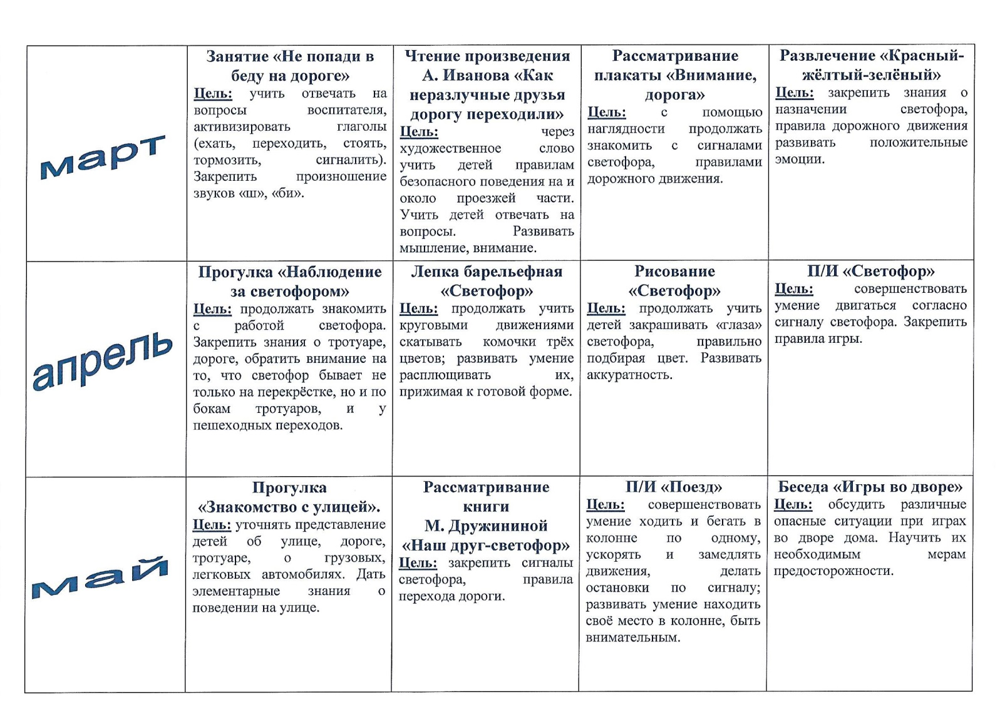 март
Занятие «Не попади в
беду на дороге»
Цель: учить отвечать на
вопросы воспитателя,
активизировать глаголы
(ехать, переходить, стоять,
тормозить, сигналить).
Закрепить произношение
звуков «ш», «би».
Чтение произведения
А. Иванова «Как
неразлучные друзья
дорогу переходили»
Цель: через
художественное слово
учить детей правилам
безопасного поведения на и
около проезжей части.
Учить детей отвечать на
вопросы. Развивать
мышление, внимание.
Рассматривание
плакаты «Внимание,
дорога»
Цель: с помощью
наглядности продолжать
знакомить с сигналами
светофора, правилами
дорожного движения.
Развлечение «Красный-
жёлтый-зелёный»
Цель: закрепить знания о
назначении светофора,
правила дорожного движения
развивать положительные
эмоции.
апрель
Прогулка «Наблюдение
за светофором»
Цель: продолжать знакомить
с работой светофора.
Закрепить знания о тротуаре,
дороге, обратить внимание на
то, что светофор бывает не
только на перекрёстке, но и по
бокам тротуаров, и у
пешеходных переходов.
Лепка барельефная
«Светофор»
Цель: продолжать учить
круговыми движениями
скатывать комочки трёх
цветов; развивать умение
расплющивать их,
прижимая к готовой форме.
Рисование
«Светофор»
Цель: продолжать учить
детей закрашивать «глаза»
светофора, правильно
подбирая цвет. Развивать
аккуратность.
П/И «Светофор»
Цель: совершенствовать
умение двигаться согласно
сигналу светофора. Закрепить
правила игры.
май
Прогулка
«Знакомство с улицей».
Цель: уточнять представление
детей об улице, дороге,
тротуаре, о грузовых,
легковых автомобилях. Дать
элементарные знания о
поведении на улице.
Рассматривание
книги
М. Дружининой
«Наш друг-светофор»
Цель: закрепить сигналы
светофора, правила
перехода дороги.
П/И «Поезд»
Цель: совершенствовать
умение ходить и бегать в
колонне по одному,
ускорять и замедлять
движения, делать
остановки по сигналу;
развивать умение находить
своё место в колонне, быть
внимательным.
Беседа «Игры во дворе»
Цель: обсудить различные
опасные ситуации при играх
во дворе дома. Научить их
необходимым мерам
предосторожности.